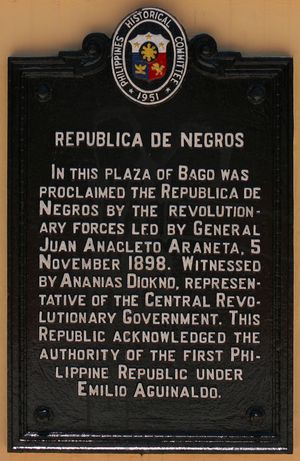 PHILIPPINES HISTORICAL COMMITTEE
1951
REPUBLICA DE NEGROS
IN THIS PLAZA OF BAGO WAS
PROCLAIMED THE REPUBLICA DE
NEGROS BY THE REVOLUTION-
ARY FORCES LED BY GENERAL
JUAN ANACLETO ARANETA, 5
NOVEMBER 1898. WITNESSED
BY ANANIAS DIOKNO, REPRESEN-
TATIVE OF THE CENTRAL REVO-
LUTIONARY GOVERNMENT. THIS
REPUBLIC ACKNOWLEDGED THE
AUTHORITY OF THE FIRST PHI-
LIPPINE REPUBLIC UNDER
EMILIO AGUINALDO.